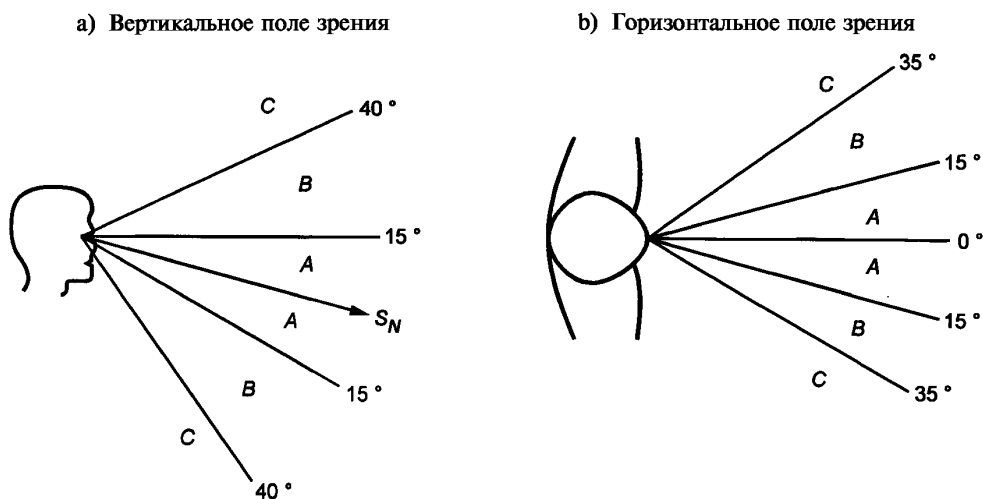 a) Вертикальное поле зрения
C
40 °
B
15 °
A
S_N
A
15 °
B
C
40 °
b) Горизонтальное поле зрения
35 °
C
B
15 °
A
0 °
A
15 °
B
C
35 °